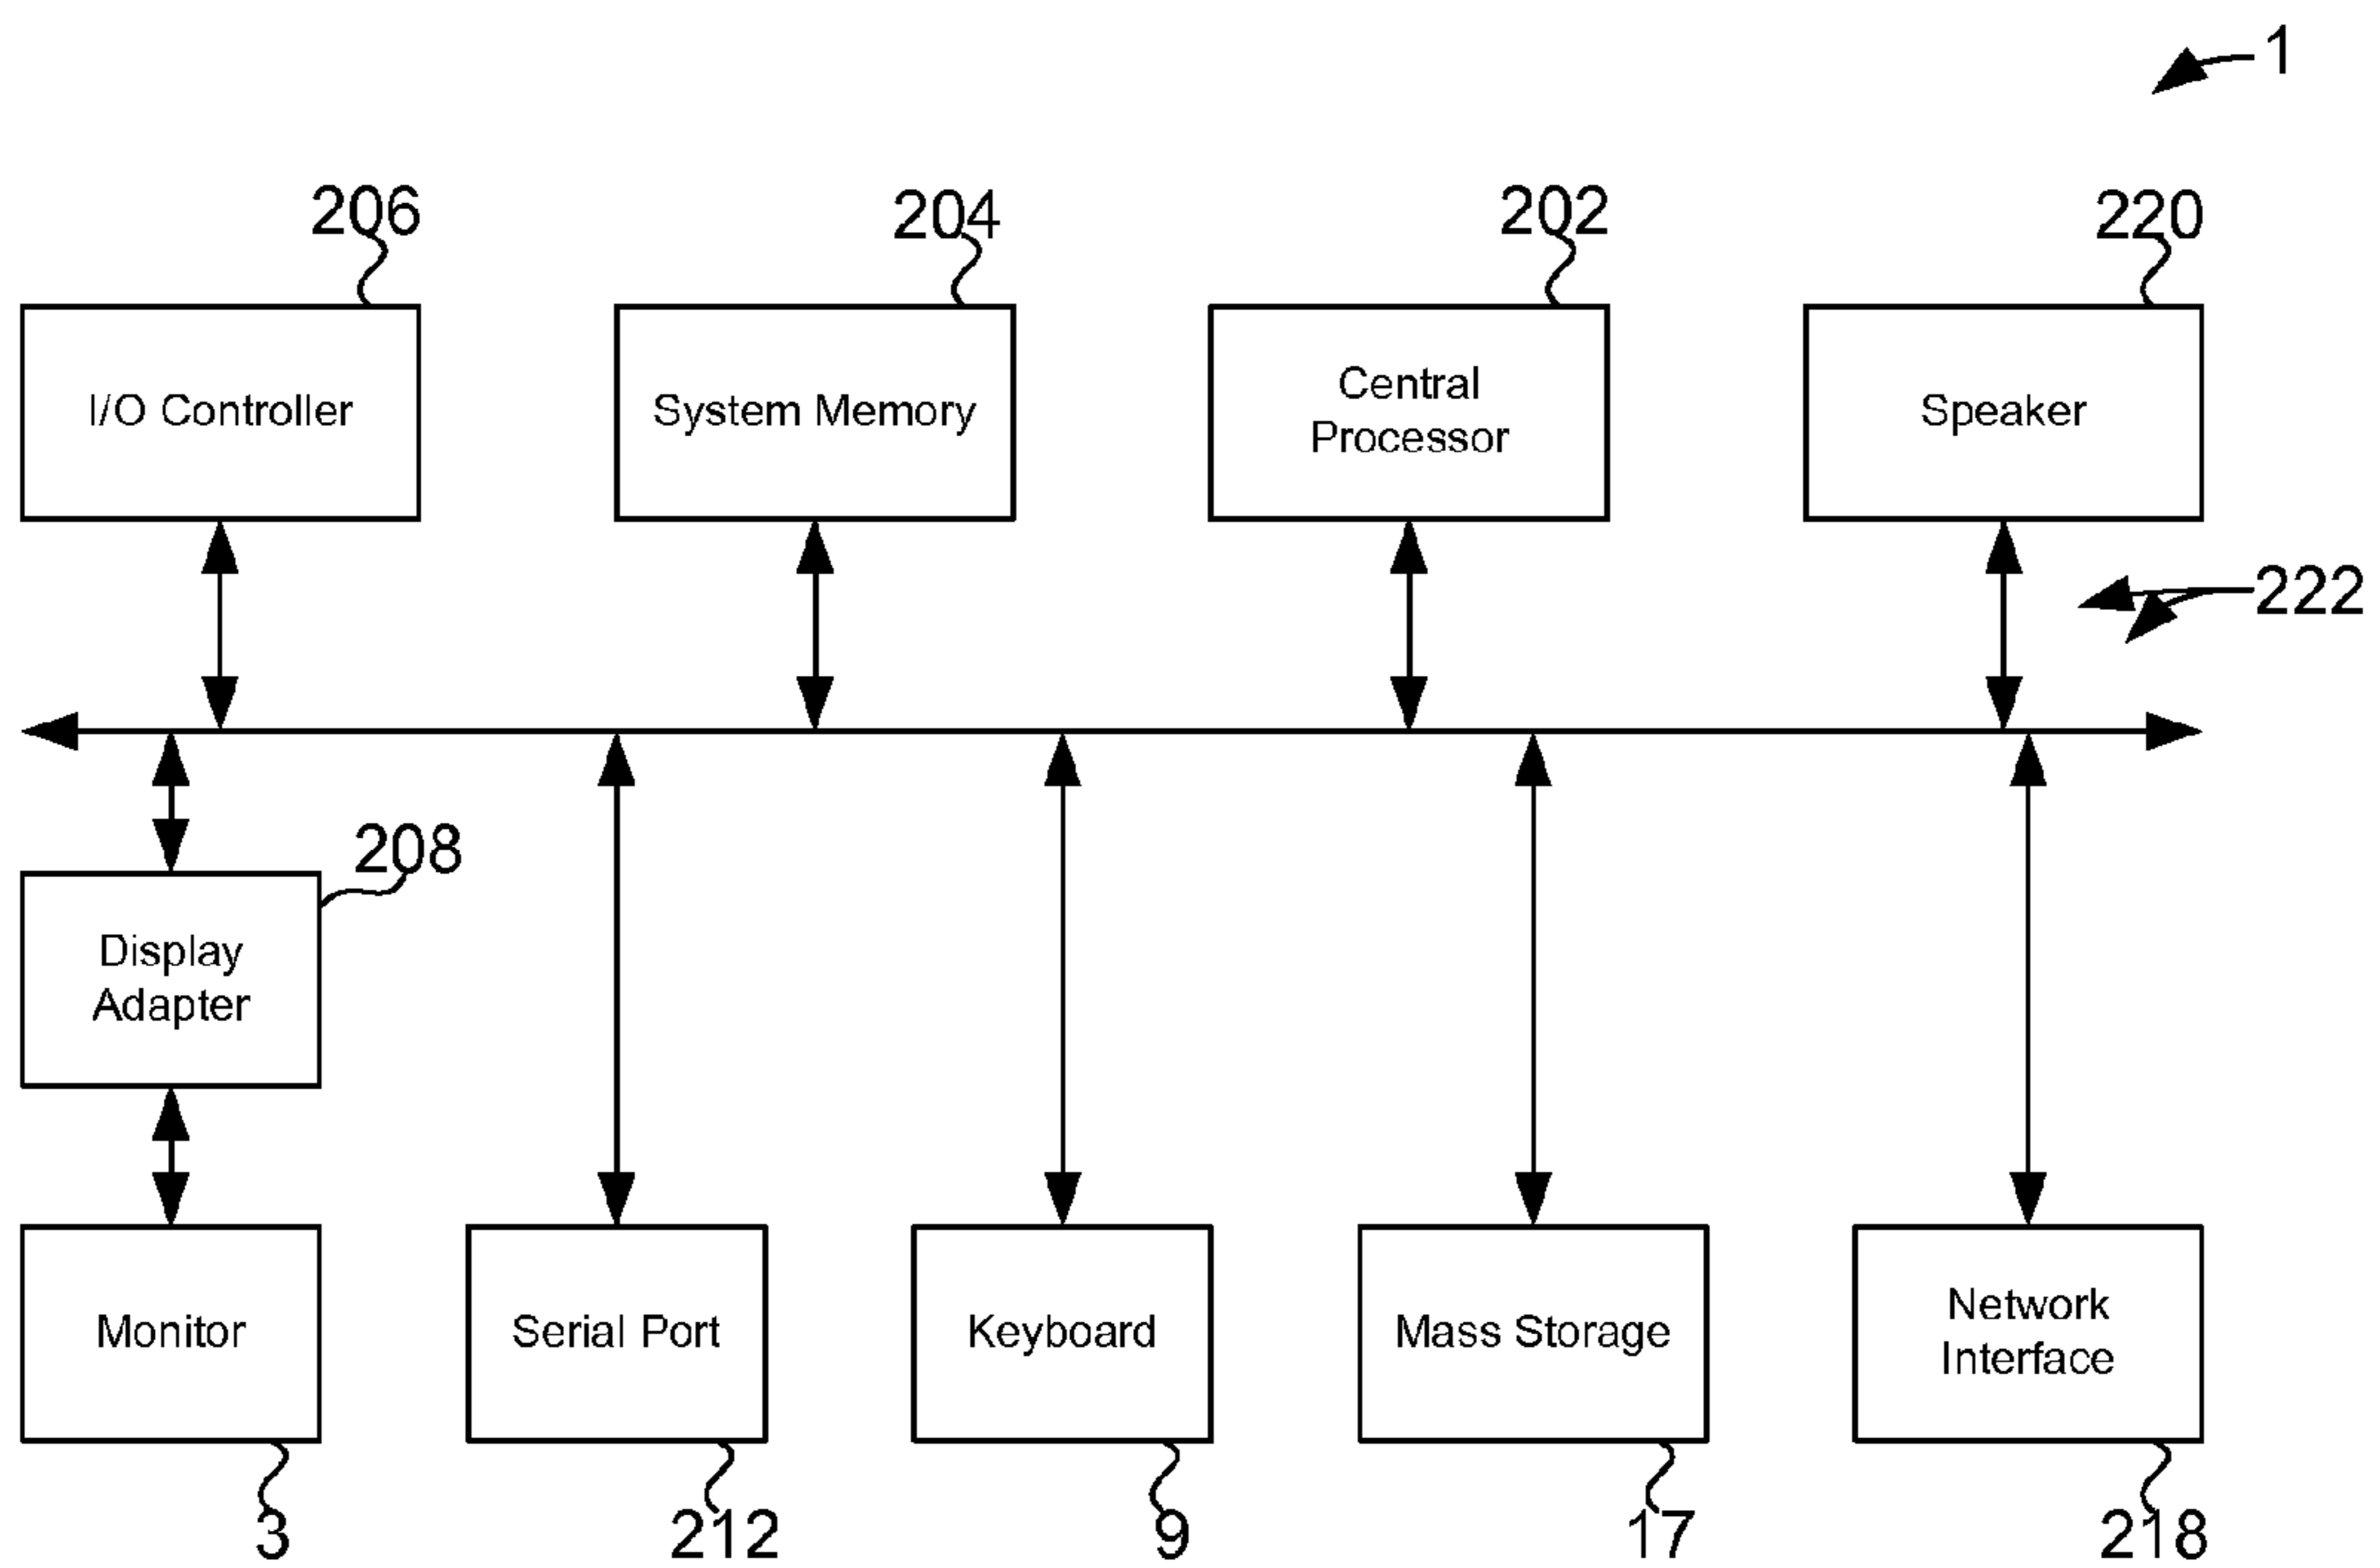 1
206
204
202
220
I/O Controller
System Memory
Central
Processor
Speaker
222
208
Display
Adapter
Monitor
Serial Port
Keyboard
Mass Storage
Network
Interface
3
212
9
17
218